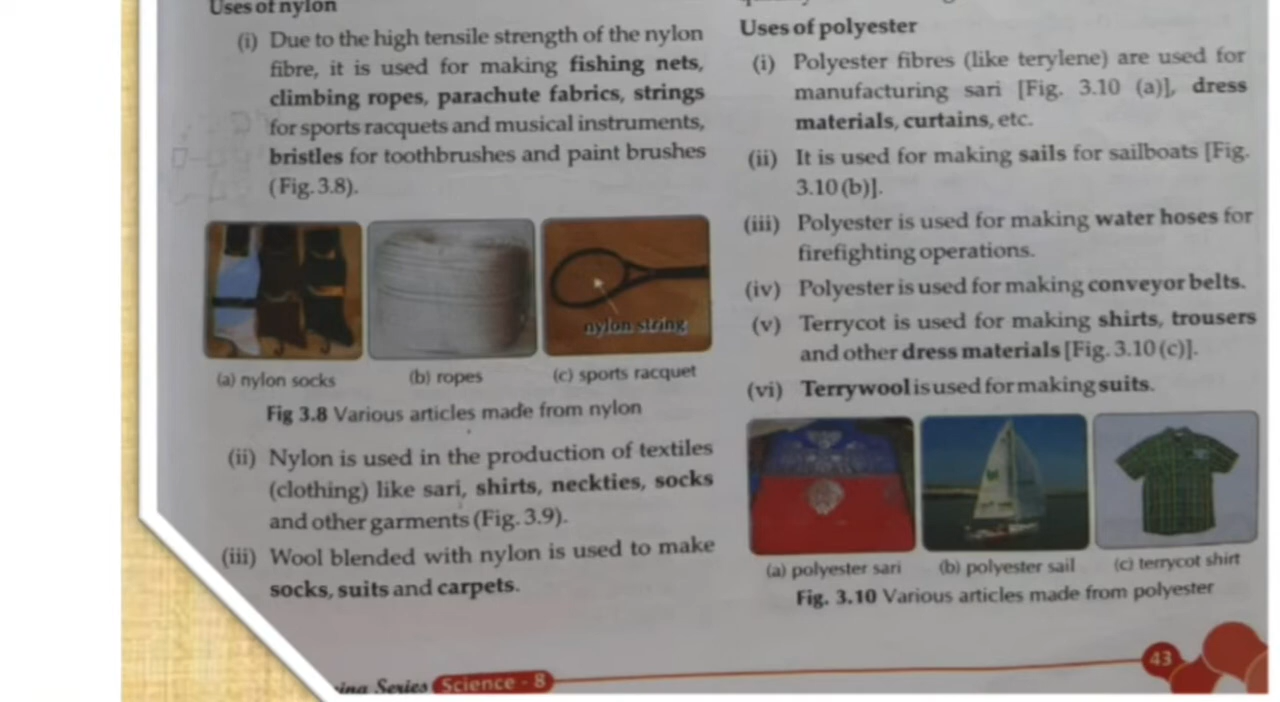 Uses of nylon
(i) Due to the high tensile strength of the nylon
fibre, it is used for making fishing nets,
climbing ropes, parachute fabrics, strings
for sports racquets and musical instruments,
bristles for toothbrushes and paint brushes
(Fig. 3.8).
nylon string
(a) nylon socks (b) ropes (c) sports racquet
Fig 3.8 Various articles made from nylon
(ii) Nylon is used in the production of textiles
(clothing) like sari, shirts, neckties, socks
and other garments (Fig. 3.9).
(iii) Wool blended with nylon is used to make
socks, suits and carpets.
Uses of polyester
(i) Polyester fibres (like terylene) are used for
manufacturing sari [Fig. 3.10 (a)], dress
materials, curtains, etc.
(ii) It is used for making sails for sailboats [Fig.
3.10 (b)].
(iii) Polyester is used for making water hoses for
firefighting operations.
(iv) Polyester is used for making conveyor belts.
(v) Terrycot is used for making shirts, trousers
and other dress materials [Fig. 3.10 (c)].
(vi) Terrywool is used for making suits.
(a) polyester sari (b) polyester sail (c) terrycot shirt
Fig. 3.10 Various articles made from polyester
Series Science - 8
43